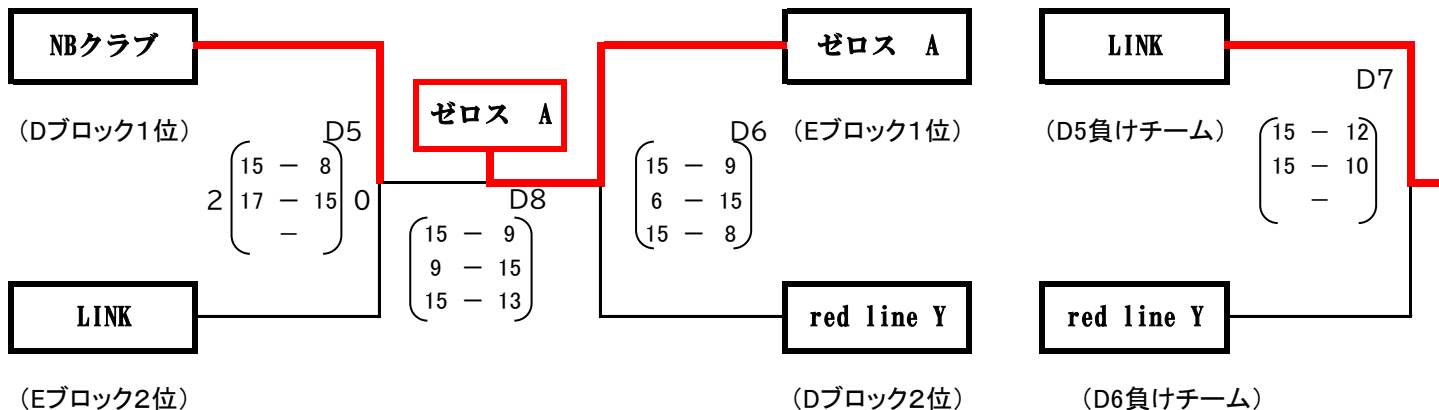 NBクラブ
ゼロス　A
LINK
ゼロス　A
D7
(Dブロック1位)
D5
D6
(Eブロック1位)
(D5負けチーム)
15 － 8
2
17 － 15
0
－
15 － 9
6 － 15
15 － 8
15 － 12
15 － 10
－
D8
15 － 9
9 － 15
15 － 13
LINK
red line Y
red line Y
(Eブロック2位)
(Dブロック2位)
(D6負けチーム)